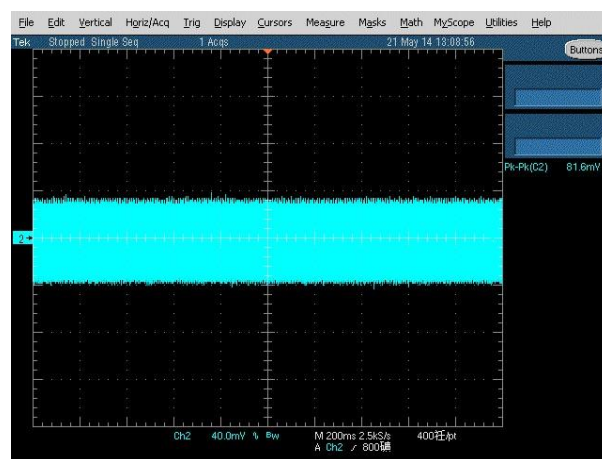 File Edit Vertical Horiz/Acq Trig Display Cursors Measure Masks Math MyScope Utilities Help
Tek Stopped Single Seq 1 Acqs 21 May 14 13:08:56
Buttons
Pk-Pk(C2) 81.6mV
2
Ch2 40.0mV Bw M 200ms 2.5kS/s 400
A Ch2 800